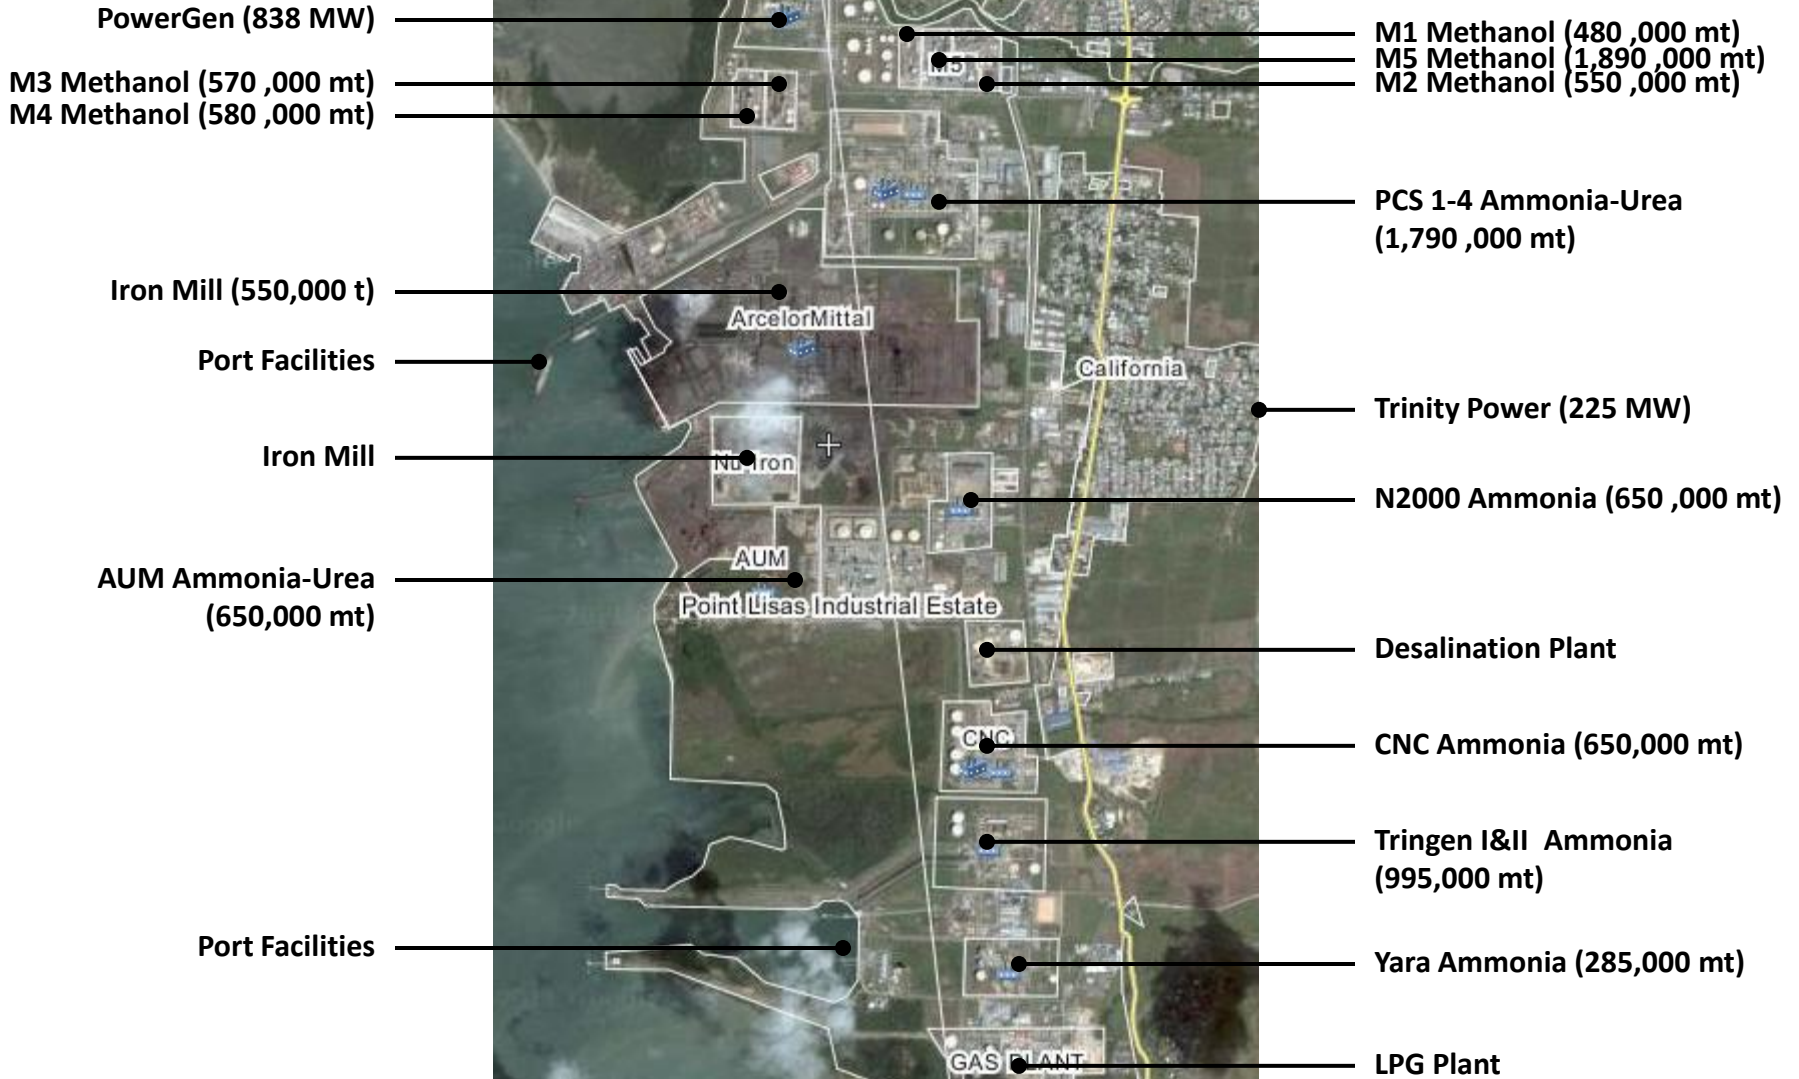 PowerGen (838 MW)
M3 Methanol (570 ,000 mt)
M4 Methanol (580 ,000 mt)
Iron Mill (550,000 t)
Port Facilities
Iron Mill
AUM Ammonia-Urea
(650,000 mt)
Port Facilities
M5
ArcelorMittal
California
Nu-Iron
AUM
Point Lisas Industrial Estate
CNC
GAS PLANT
M1 Methanol (480 ,000 mt)
M5 Methanol (1,890 ,000 mt)
M2 Methanol (550 ,000 mt)
PCS 1-4 Ammonia-Urea
(1,790 ,000 mt)
Trinity Power (225 MW)
N2000 Ammonia (650 ,000 mt)
Desalination Plant
CNC Ammonia (650,000 mt)
Tringen I&II  Ammonia
(995,000 mt)
Yara Ammonia (285,000 mt)
LPG Plant